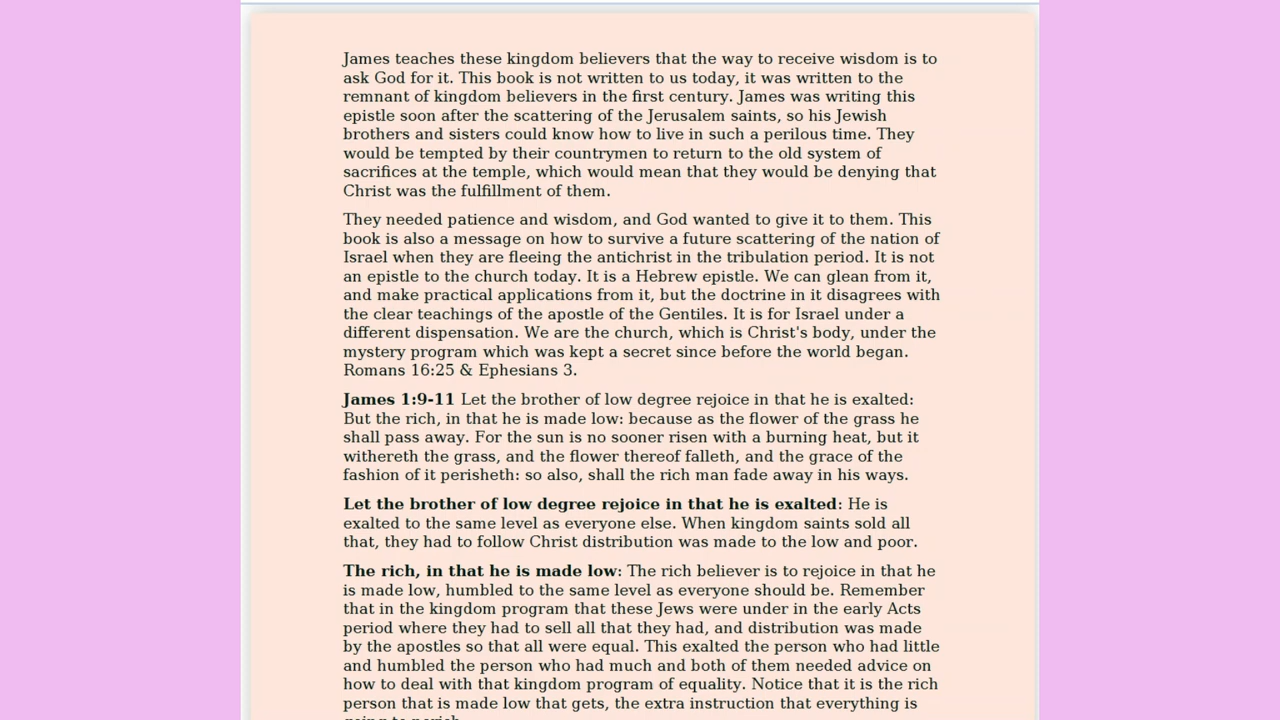 James teaches these kingdom believers that the way to receive wisdom is to
ask God for it. This book is not written to us today, it was written to the
remnant of kingdom believers in the first century. James was writing this
epistle soon after the scattering of the Jerusalem saints, so his Jewish
brothers and sisters could know how to live in such a perilous time. They
would be tempted by their countrymen to return to the old system of
sacrifices at the temple, which would mean that they would be denying that
Christ was the fulfillment of them.
They needed patience and wisdom, and God wanted to give it to them. This
book is also a message on how to survive a future scattering of the nation of
Israel when they are fleeing the antichrist in the tribulation period. It is not
an epistle to the church today. It is a Hebrew epistle. We can glean from it,
and make practical applications from it, but the doctrine in it disagrees with
the clear teachings of the apostle of the Gentiles. It is for Israel under a
different dispensation. We are the church, which is Christ's body, under the
mystery program which was kept a secret since before the world began.
Romans 16:25 & Ephesians 3.
James 1:9-11 Let the brother of low degree rejoice in that he is exalted:
But the rich, in that he is made low: because as the flower of the grass he
shall pass away. For the sun is no sooner risen with a burning heat, but it
withereth the grass, and the flower thereof falleth, and the grace of the
fashion of it perisheth: so also, shall the rich man fade away in his ways.
Let the brother of low degree rejoice in that he is exalted: He is
exalted to the same level as everyone else. When kingdom saints sold all
that, they had to follow Christ distribution was made to the low and poor.
The rich, in that he is made low: The rich believer is to rejoice in that he
is made low, humbled to the same level as everyone should be. Remember
that in the kingdom program that these Jews were under in the early Acts
period where they had to sell all that they had, and distribution was made
by the apostles so that all were equal. This exalted the person who had little
and humbled the person who had much and both of them needed advice on
how to deal with that kingdom program of equality. Notice that it is the rich
person that is made low that gets, the extra instruction that everything is